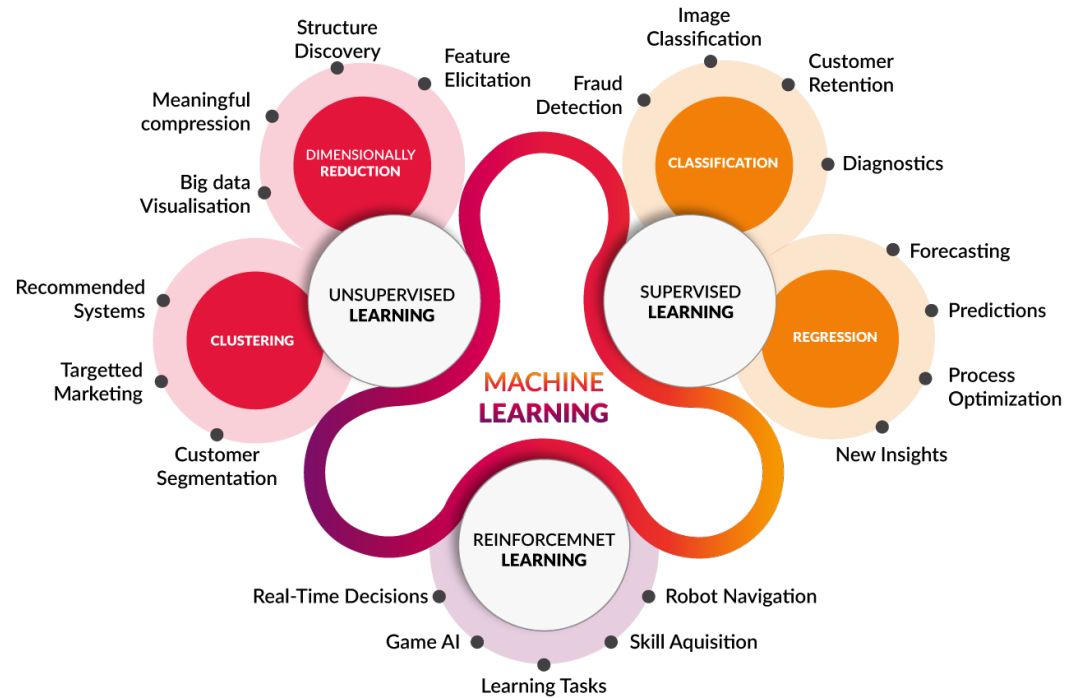 Structure
Discovery
Feature
Elicitation
Meaningful
compression
Big data
Visualisation
DIMENSIONALLY
REDUCTION
Recommended
Systems
Targetted
Marketing
Customer
Segmentation
CLUSTERING
UNSUPERVISED
LEARNING
Image
Classification
Customer
Retention
Fraud
Detection
Diagnostics
CLASSIFICATION
SUPERVISED
LEARNING
Forecasting
Predictions
Process
Optimization
New Insights
REGRESSION
MACHINE
LEARNING
REINFORCEMNET
LEARNING
Real-Time Decisions
Game AI
Learning Tasks
Skill Aquisition
Robot Navigation